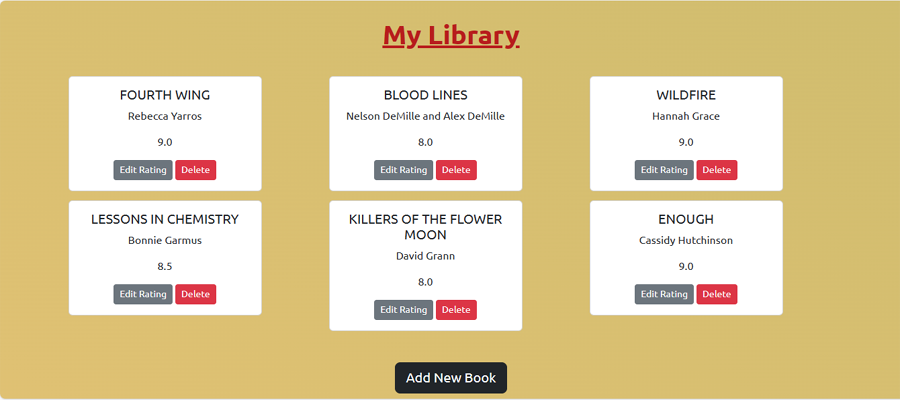 My Library
FOURTH WING
Rebecca Yarros
9.0
Edit Rating Delete
BLOOD LINES
Nelson DeMille and Alex DeMille
8.0
Edit Rating Delete
WILDFIRE
Hannah Grace
9.0
Edit Rating Delete
LESSONS IN CHEMISTRY
Bonnie Garmus
8.5
Edit Rating Delete
KILLERS OF THE FLOWER
MOON
David Grann
8.0
Edit Rating Delete
ENOUGH
Cassidy Hutchinson
9.0
Edit Rating Delete
Add New Book